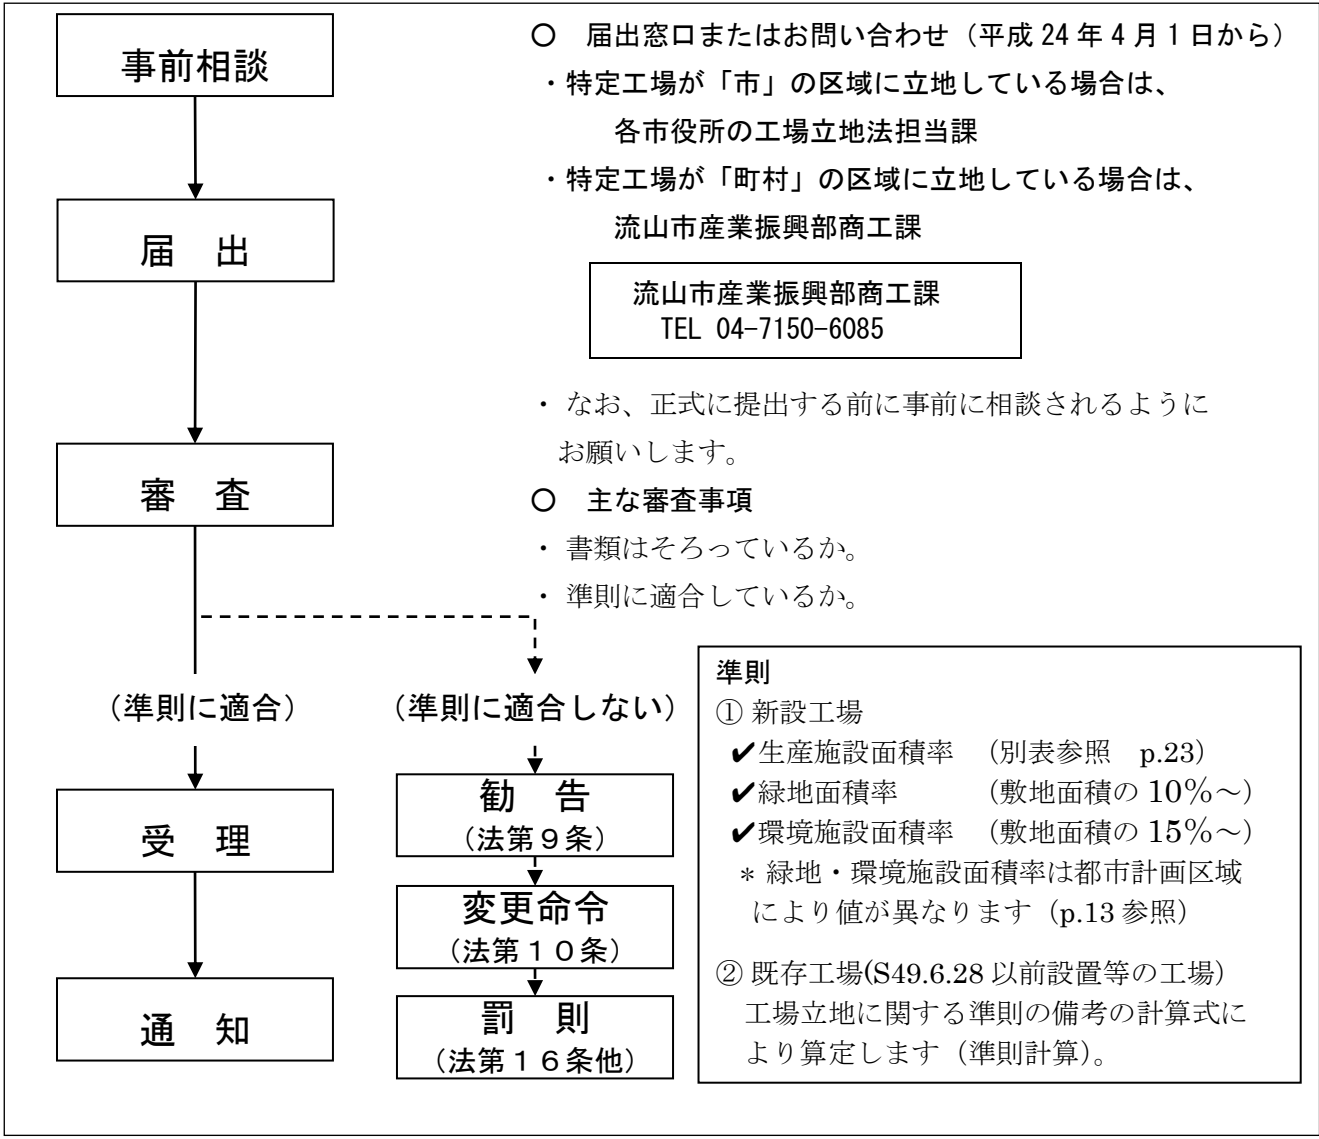 事前相談
届　出
審　査
（準則に適合）
受　理
通　知
（準則に適合しない）
勧　告
（法第９条）
変更命令
（法第１０条）
罰　則
（法第１６条他）
○　届出窓口またはお問い合わせ（平成 24 年 4 月 1 日から）
・特定工場が「市」の区域に立地している場合は、
各市役所の工場立地法担当課
・特定工場が「町村」の区域に立地している場合は、
流山市産業振興部商工課
流山市産業振興部商工課
TEL 04-7150-6085
・ なお、正式に提出する前に事前に相談されるように
お願いします。
○　主な審査事項
・ 書類はそろっているか。
・ 準則に適合しているか。
準則
① 新設工場
✔生産施設面積率　（別表参照　p.23）
✔緑地面積率　　　（敷地面積の 10％～）
✔環境施設面積率　（敷地面積の 15％～）
＊ 緑地・環境施設面積率は都市計画区域
により値が異なります（p.13 参照）
② 既存工場(S49.6.28 以前設置等の工場）
工場立地に関する準則の備考の計算式に
より算定します（準則計算）。